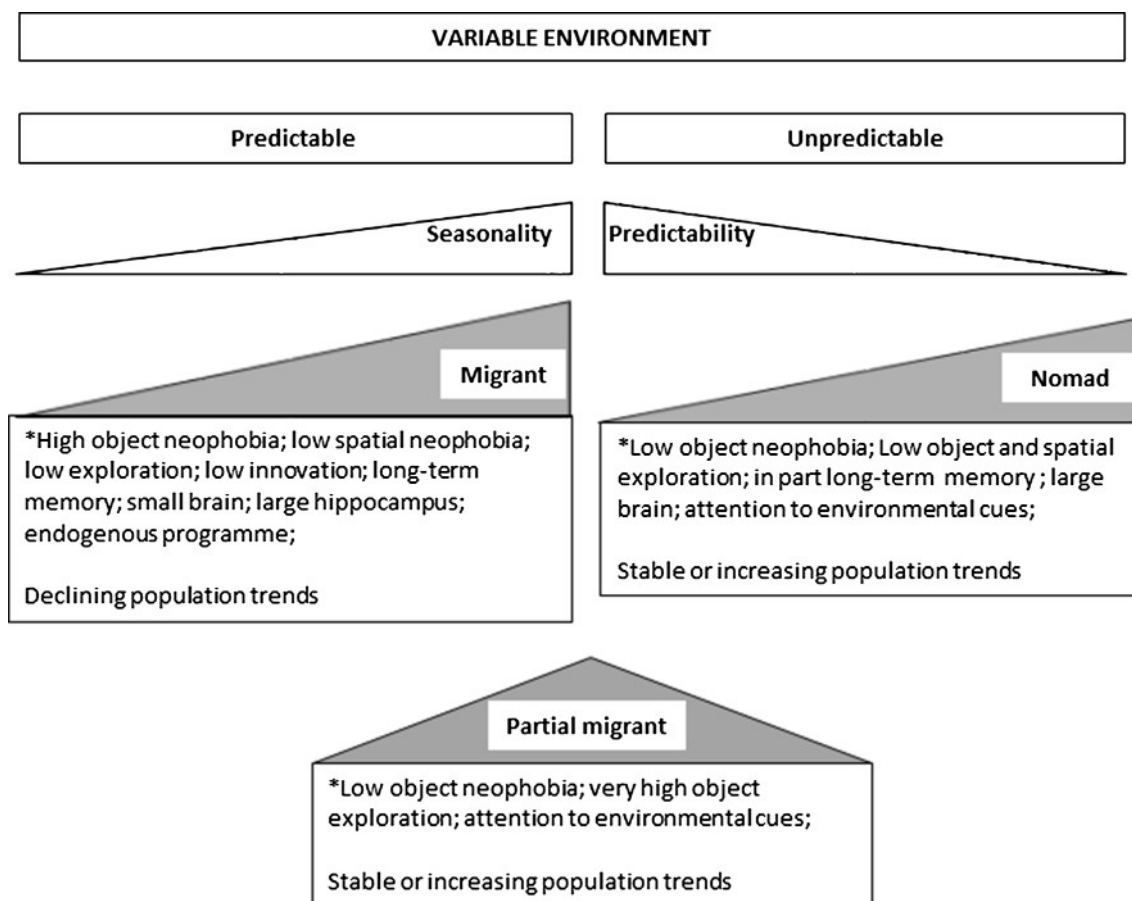 VARIABLE ENVIRONMENT
Predictable
Unpredictable
Seasonality
Predictability
Migrant
*High object neophobia; low spatial neophobia;
low exploration; low innovation; long-term
memory; small brain; large hippocampus;
endogenous programme;
Declining population trends
Nomad
*Low object neophobia; Low object and spatial
exploration; in part long-term memory ; large
brain; attention to environmental cues;
Stable or increasing population trends
Partial migrant
*Low object neophobia; very high object
exploration; attention to environmental cues;
Stable or increasing population trends